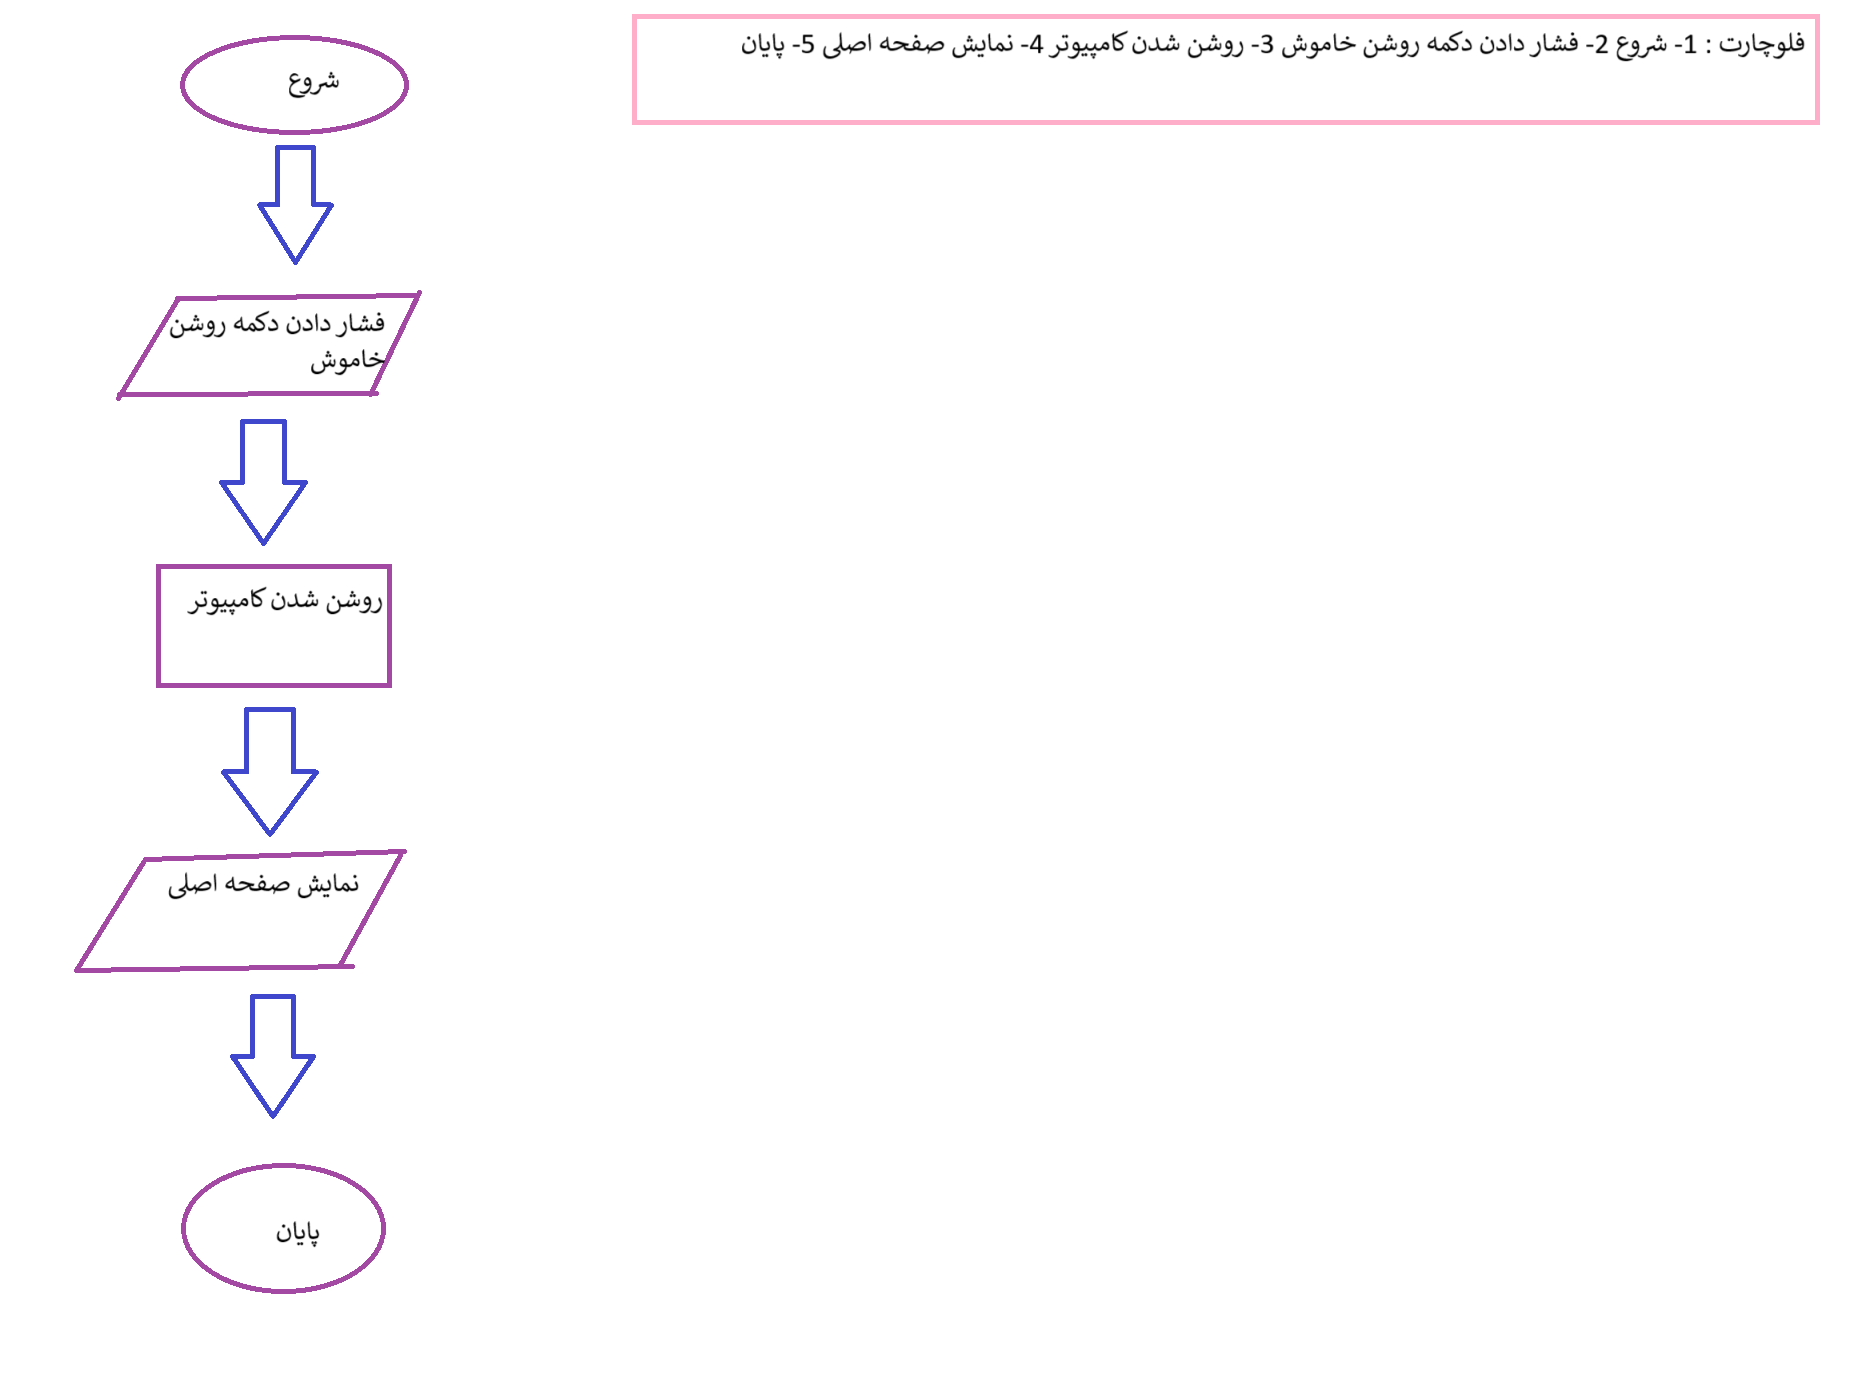 فلوچارت : 1- شروع 2- فشار دادن دکمه روشن خاموش 3- روشن شدن کامپیوتر 4- نمایش صفحه اصلی 5- پایان
شروع
فشار دادن دکمه روشن
خاموش
روشن شدن کامپیوتر
نمایش صفحه اصلی
پایان